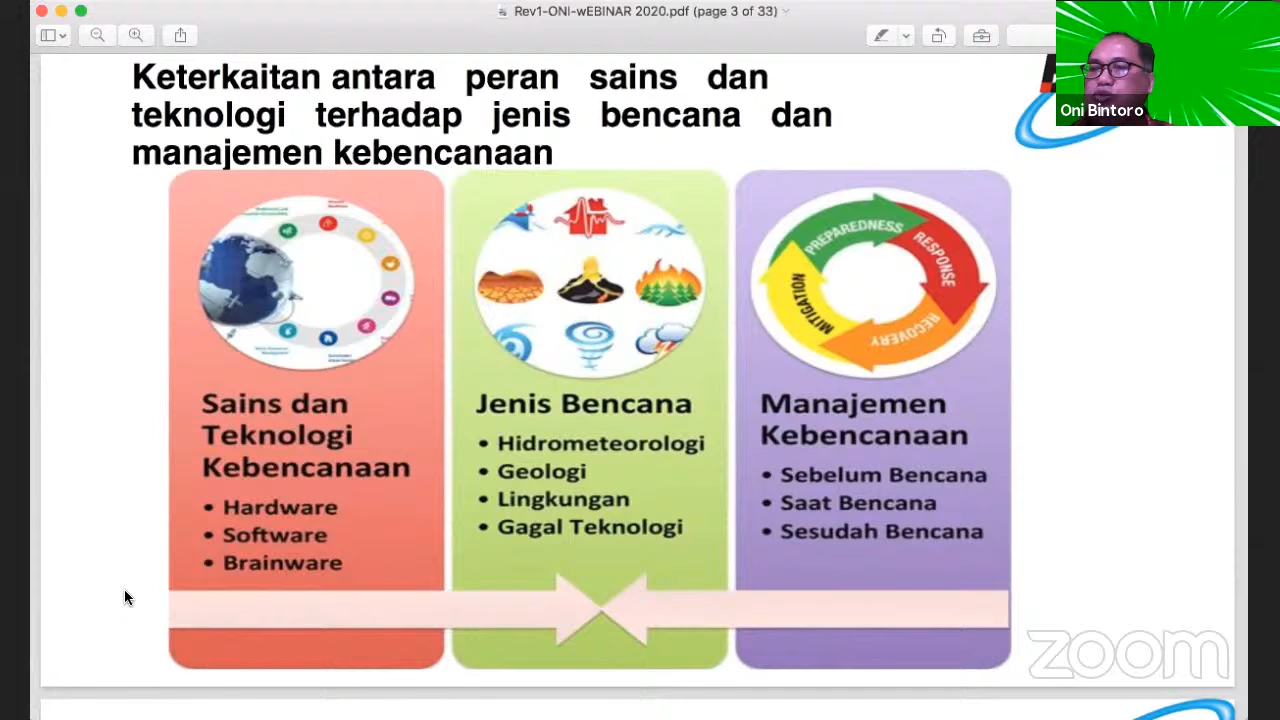 Rev1-ONI-wEBINAR 2020.pdf (page 3 of 33)
Oni Bintoro
Keterkaitan antara peran sains dan
teknologi terhadap jenis bencana dan
manajemen kebencanaan
PREPAREDNESS
RESPONSE
RECOVERY
MITIGATION
Sains dan
Teknologi
Kebencanaan
• Hardware
• Software
• Brainware
Jenis Bencana
• Hidrometeorologi
• Geologi
• Lingkungan
• Gagal Teknologi
Manajemen
Kebencanaan
• Sebelum Bencana
• Saat Bencana
• Sesudah Bencana
zoom